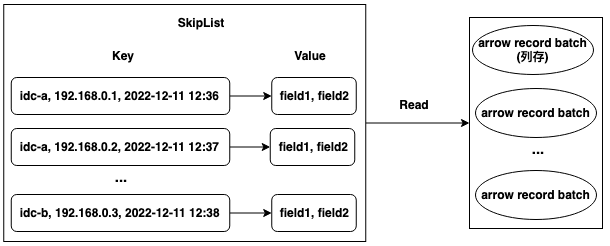 SkipList
Key
Value
idc-a, 192.168.0.1, 2022-12-11 12:36
field1, field2
idc-a, 192.168.0.2, 2022-12-11 12:37
field1, field2
...
idc-b, 192.168.0.3, 2022-12-11 12:38
field1, field2
Read
arrow record batch
(列存)
arrow record batch
...
arrow record batch